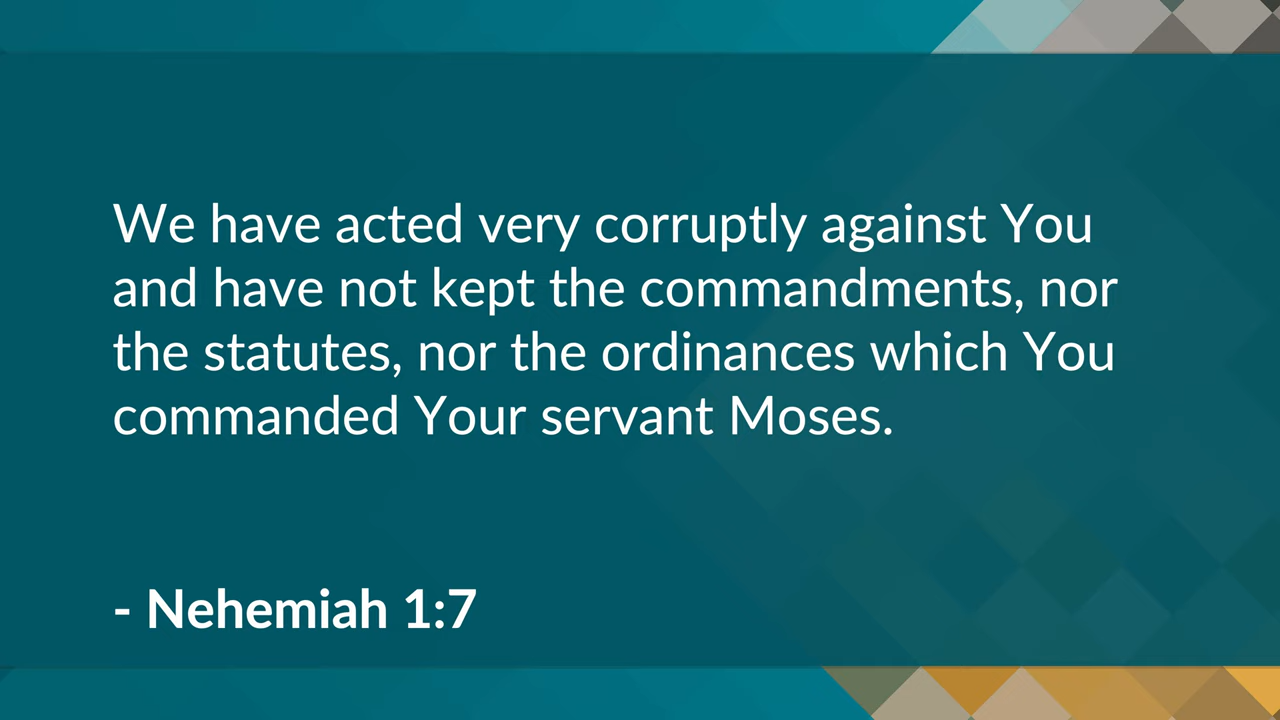 We have acted very corruptly against You
and have not kept the commandments, nor
the statutes, nor the ordinances which You
commanded Your servant Moses.
- Nehemiah 1:7